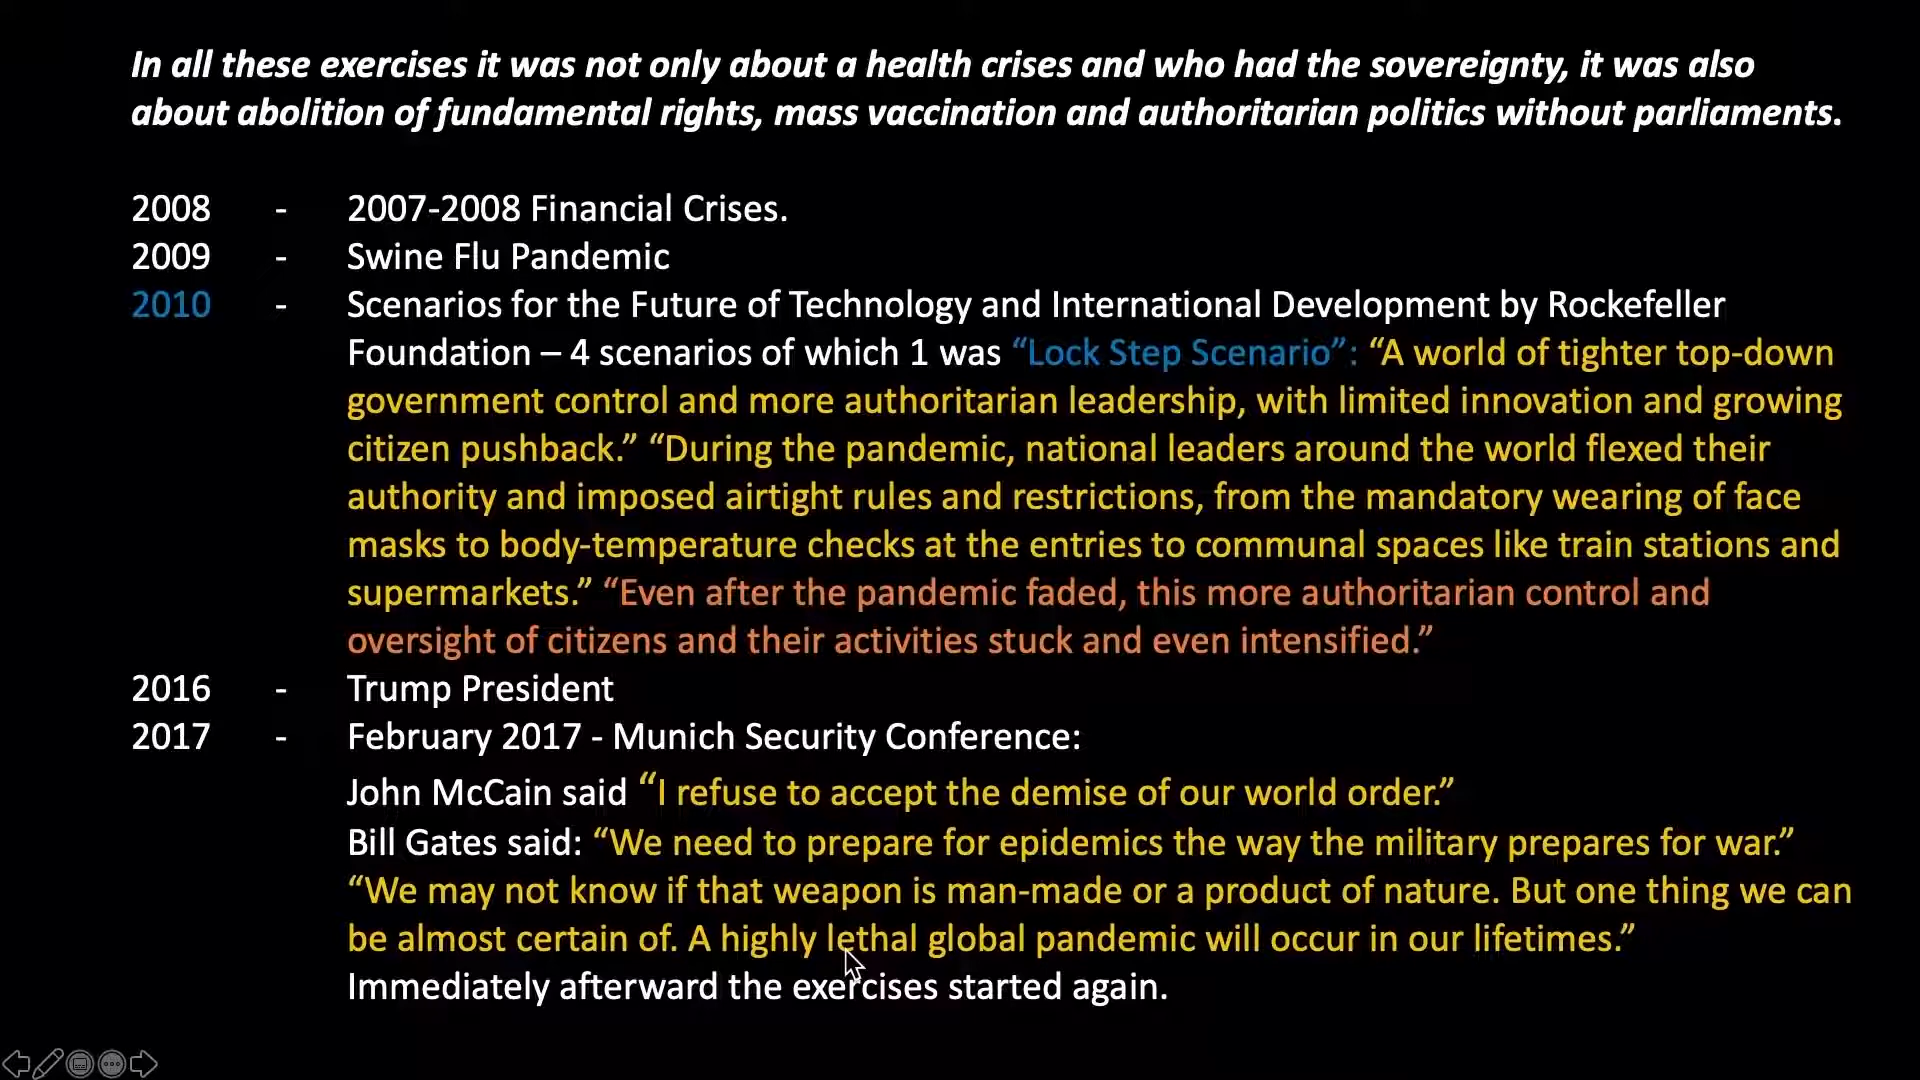 In all these exercises it was not only about a health crises and who had the sovereignty, it was also
about abolition of fundamental rights, mass vaccination and authoritarian politics without parliaments.
2008 - 2007-2008 Financial Crises.
2009 - Swine Flu Pandemic
2010 - Scenarios for the Future of Technology and International Development by Rockefeller
Foundation – 4 scenarios of which 1 was “Lock Step Scenario”: “A world of tighter top-down
government control and more authoritarian leadership, with limited innovation and growing
citizen pushback.” “During the pandemic, national leaders around the world flexed their
authority and imposed airtight rules and restrictions, from the mandatory wearing of face
masks to body-temperature checks at the entries to communal spaces like train stations and
supermarkets.” “Even after the pandemic faded, this more authoritarian control and
oversight of citizens and their activities stuck and even intensified.”
2016 - Trump President
2017 - February 2017 - Munich Security Conference:
John McCain said “I refuse to accept the demise of our world order.”
Bill Gates said: “We need to prepare for epidemics the way the military prepares for war.”
“We may not know if that weapon is man-made or a product of nature. But one thing we can
be almost certain of. A highly lethal global pandemic will occur in our lifetimes.”
Immediately afterward the exercises started again.